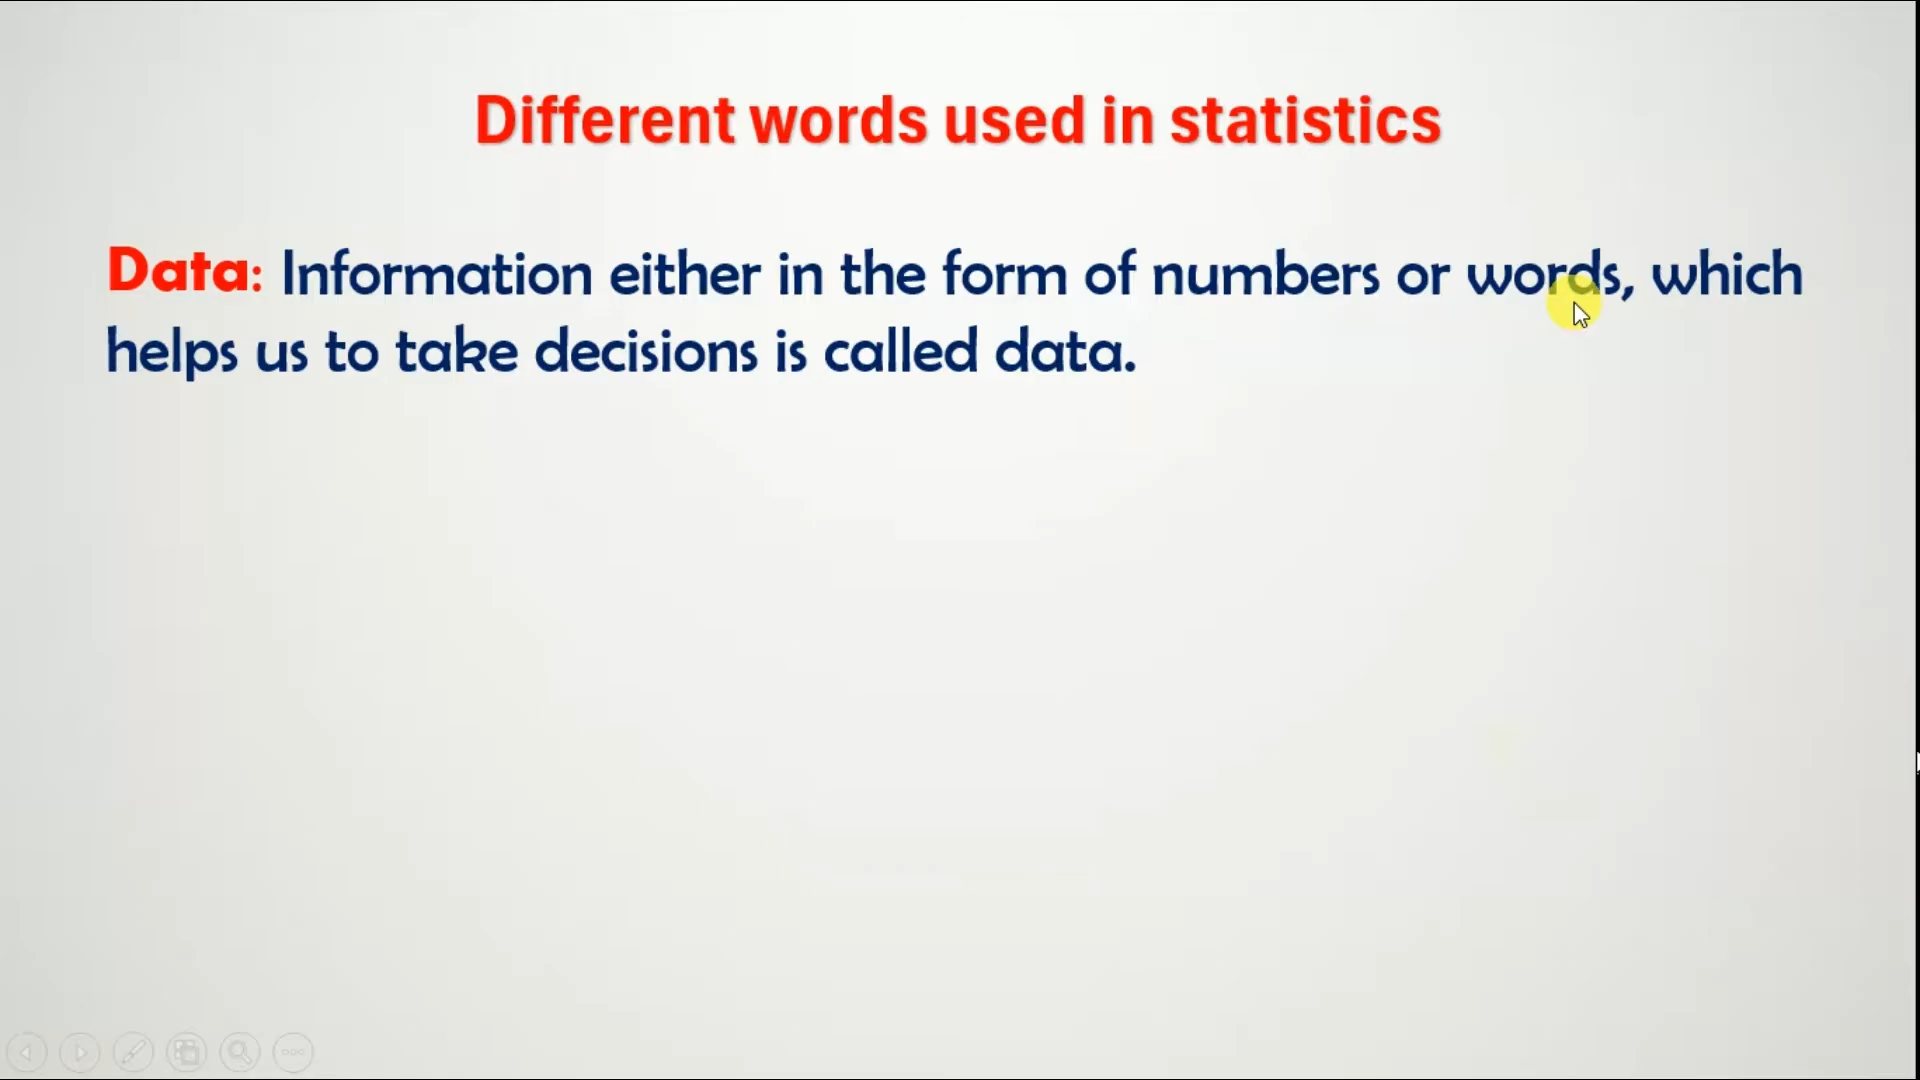 Different words used in statistics
Data: Information either in the form of numbers or words, which
helps us to take decisions is called data.